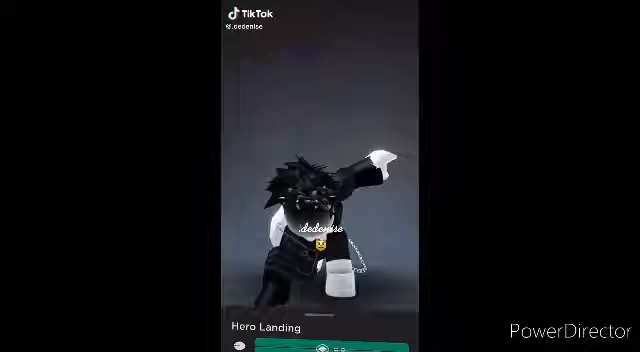 TikTok
.dedenise
.dedenise
Hero Landing
PowerDirector